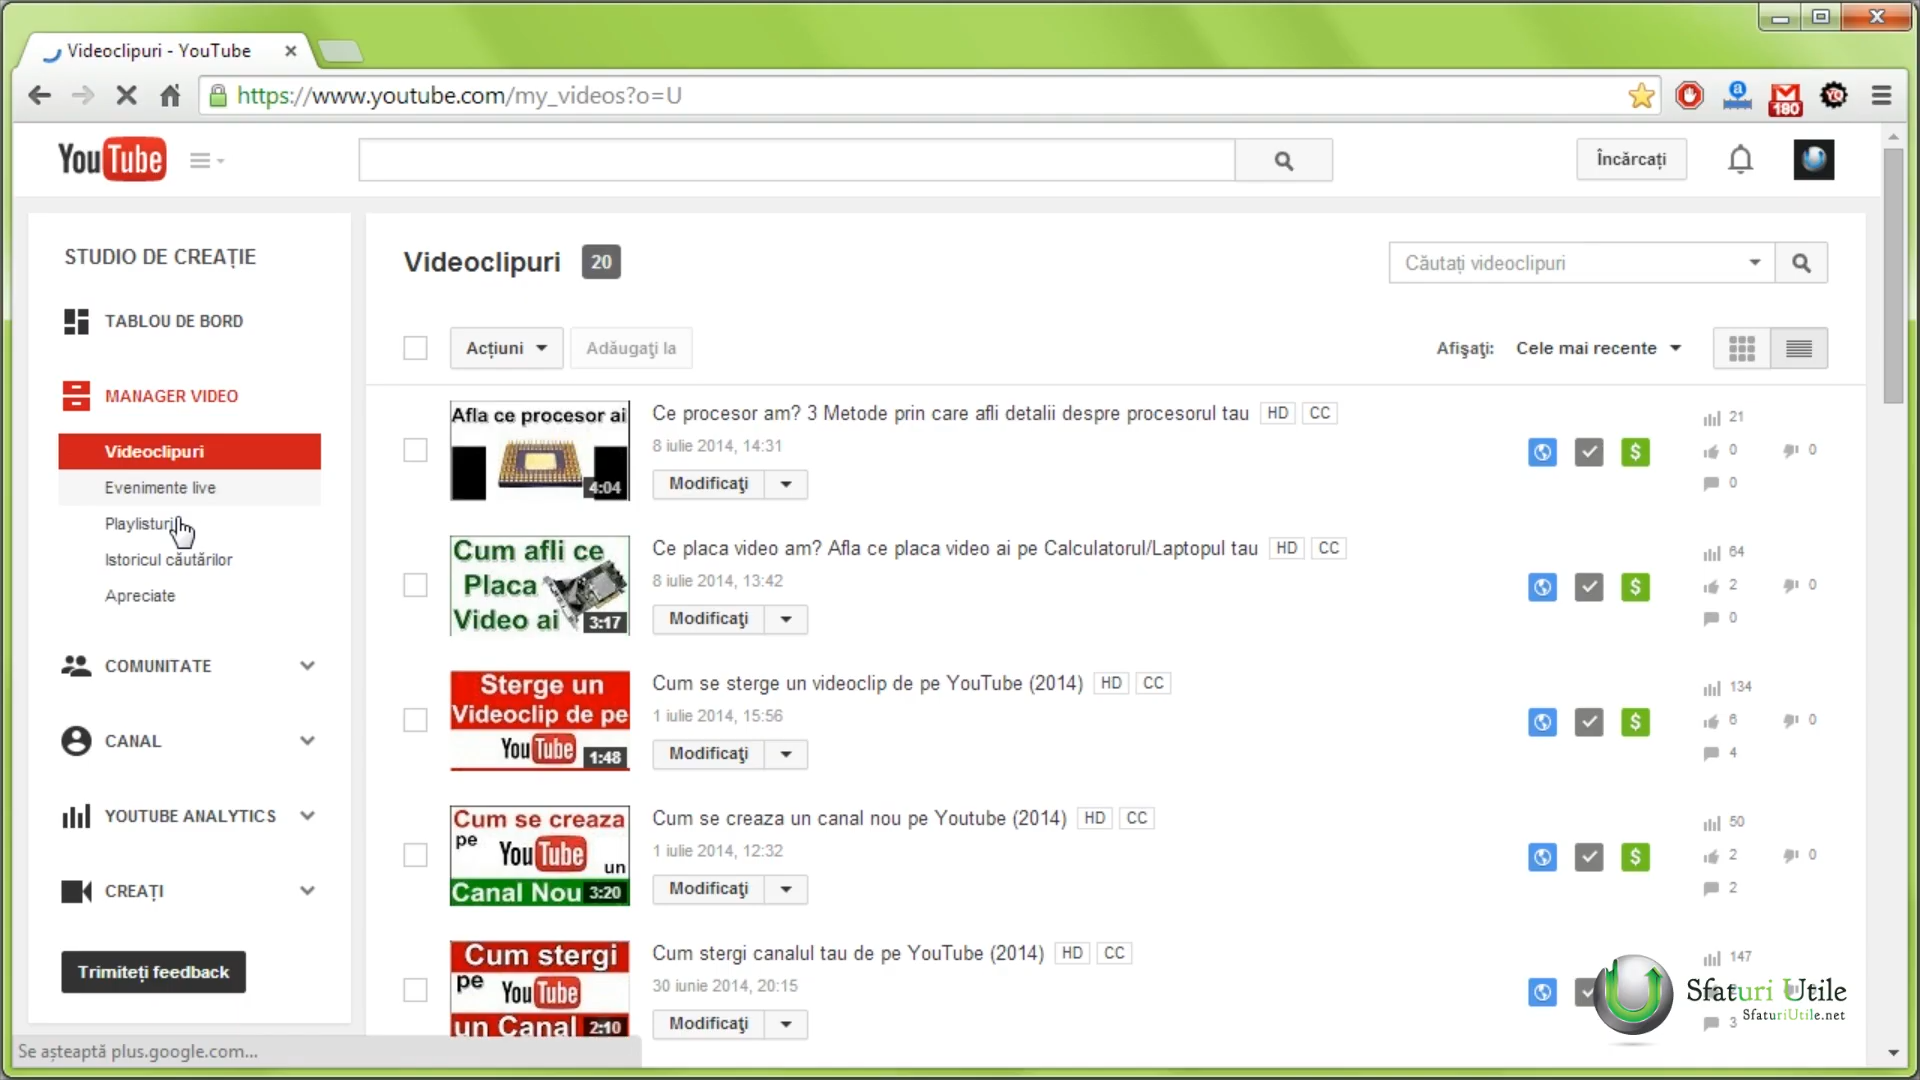 Videoclipuri - YouTube
https://www.youtube.com/my_videos?o=U
180
YouTube
Încărcați
STUDIO DE CREAȚIE
TABLOU DE BORD
MANAGER VIDEO
Videoclipuri
Evenimente live
Playlisturi
Istoricul căutărilor
Apreciate
COMUNITATE
CANAL
YOUTUBE ANALYTICS
CREAȚI
Trimiteți feedback
Videoclipuri 20
Căutați videoclipuri
Acțiuni
Adăugați la
Afișați:
Cele mai recente
Afla ce procesor ai
4:04
Ce procesor am? 3 Metode prin care afli detalii despre procesorul tau HD CC
8 iulie 2014, 14:31
Modificați
21
0 0
0
Cum afli ce
Placa
Video ai
3:17
Ce placa video am? Afla ce placa video ai pe Calculatorul/Laptopul tau HD CC
8 iulie 2014, 13:42
Modificați
64
2 0
0
Sterge un
Videoclip de pe
YouTube
1:48
Cum se sterge un videoclip de pe YouTube (2014) HD CC
1 iulie 2014, 15:56
Modificați
134
6 0
4
Cum se creaza
pe YouTube un
Canal Nou
3:20
Cum se creaza un canal nou pe Youtube (2014) HD CC
1 iulie 2014, 12:32
Modificați
50
2 0
2
Cum stergi
pe YouTube
un Canal
2:10
Cum stergi canalul tau de pe YouTube (2014) HD CC
30 iunie 2014, 20:15
Modificați
147
3
Sfaturi Utile
SfaturiUtile.net
Se așteaptă plus.google.com...